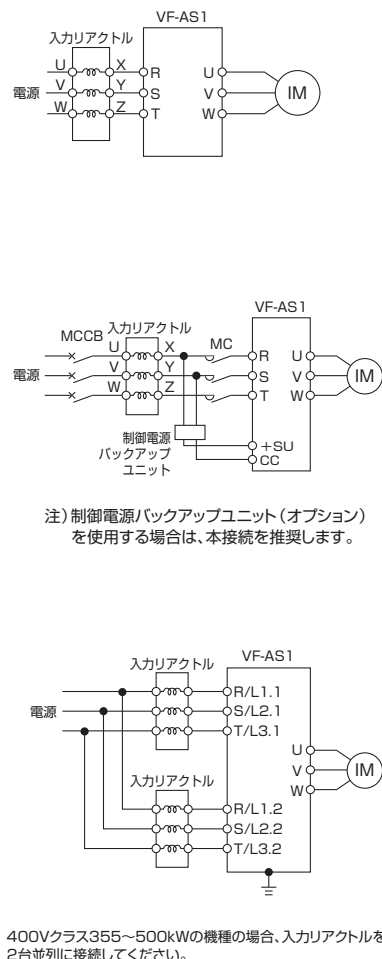 VF-AS1
入力リアクトル
U X R U
電源 V Y S V IM
W Z T W
VF-AS1
MCCB 入力リアクトル MC
U X R U
電源 V Y S V IM
W Z T W
制御電源
バックアップ
ユニット
+SU
CC
注)制御電源バックアップユニット(オプション)
を使用する場合は、本接続を推奨します。
入力リアクトル VF-AS1
R/L1.1
電源 S/L2.1
T/L3.1
U
V IM
W
入力リアクトル
R/L1.2
S/L2.2
T/L3.2
400Vクラス355~500kWの機種の場合、入力リアクトルを
2台並列に接続してください。